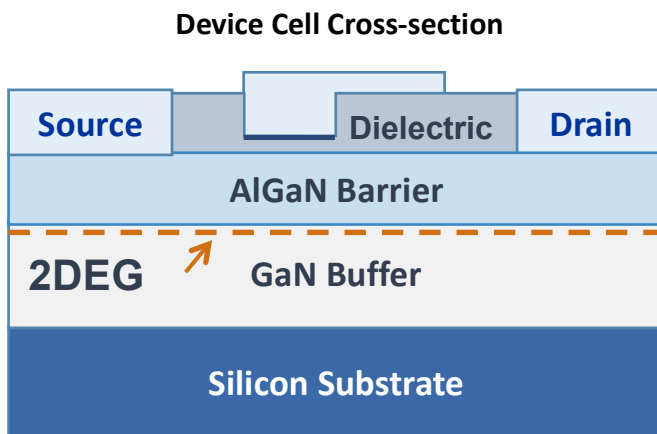 Device Cell Cross-section
Source
Dielectric
Drain
AlGaN Barrier
2DEG
GaN Buffer
Silicon Substrate